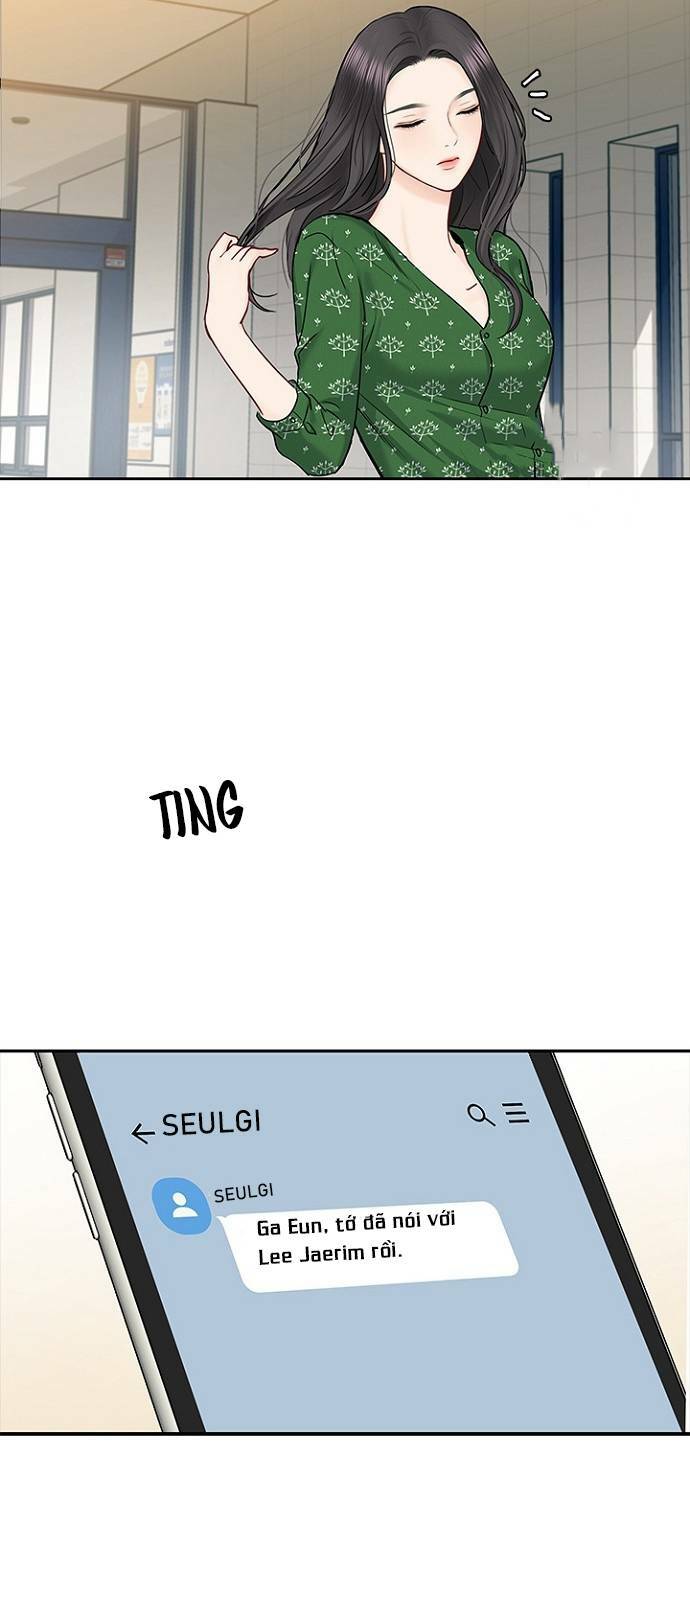 TING
SEULGI
SEULGI
Ga Eun, tớ đã nói với
Lee Jaerim rồi.